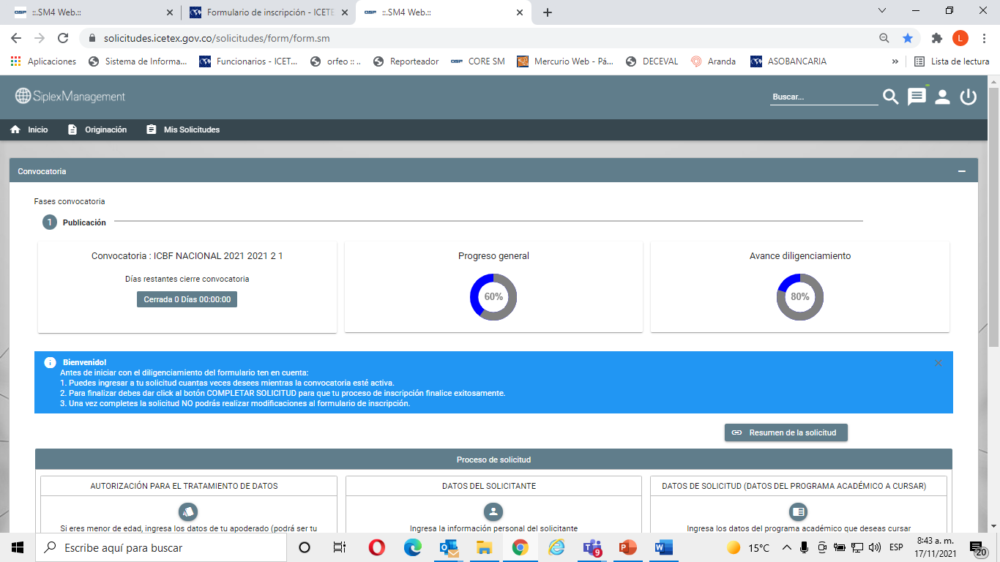 ::.SM4 Web.::
Formulario de inscripción - ICETE
::.SM4 Web.::
solicitudes.icetex.gov.co/solicitudes/form/form.sm
L
Aplicaciones
Sistema de Informa...
Funcionarios - ICET...
orfeo :: ..
Reporteador
CORE SM
Mercurio Web - Pá...
DECEVAL
Aranda
ASOBANCARIA
»
Lista de lectura
SiplexManagement
Buscar...
Inicio
Originación
Mis Solicitudes
Convocatoria
Fases convocatoria
1 Publicación
Convocatoria : ICBF NACIONAL 2021 2021 2 1
Días restantes cierre convocatoria
Cerrada 0 Días 00:00:00
Progreso general
60%
Avance diligenciamiento
80%
Bienvenido!
Antes de iniciar con el diligenciamiento del formulario ten en cuenta:
1. Puedes ingresar a tu solicitud cuantas veces desees mientras la convocatoria esté activa.
2. Para finalizar debes dar click al botón COMPLETAR SOLICITUD para que tu proceso de inscripción finalice exitosamente.
3. Una vez completes la solicitud NO podrás realizar modificaciones al formulario de inscripción.
Resumen de la solicitud
Proceso de solicitud
AUTORIZACIÓN PARA EL TRATAMIENTO DE DATOS
Si eres menor de edad, ingresa los datos de tu apoderado (podrá ser tu
DATOS DEL SOLICITANTE
Ingresa la información personal del solicitante
DATOS DE SOLICITUD (DATOS DEL PROGRAMA ACADÉMICO A CURSAR)
Ingresa los datos del programa académico que deseas cursar
Escribe aquí para buscar
9
15°C
ESP
8:43 a. m.
17/11/2021
20